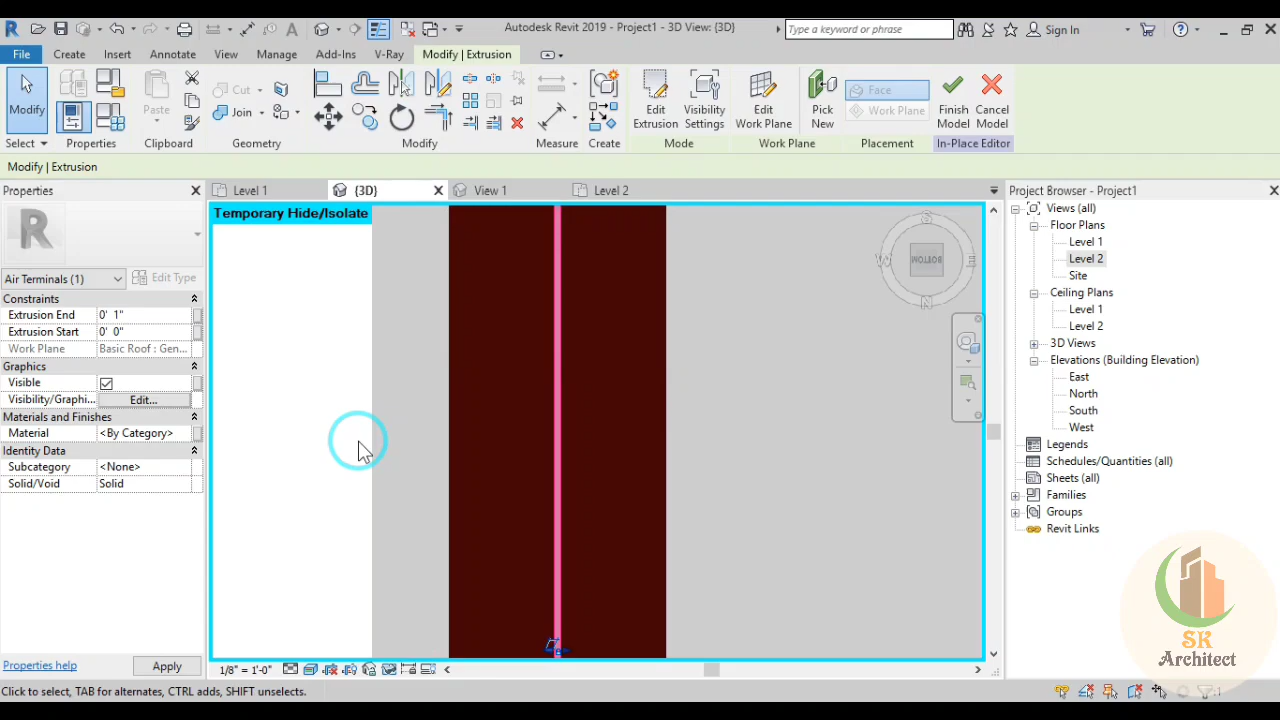 Autodesk Revit 2019 - Project1 - 3D View: {3D}
Type a keyword or phrase
Sign In
File Create Insert Annotate View Manage Add-Ins V-Ray Modify | Extrusion
Modify
Paste
Cut
Join
Edit Extrusion
Visibility Settings
Edit Work Plane
Pick New
Face
Work Plane
Finish Model
Cancel Model
Select Properties Clipboard Geometry Modify Measure Create Mode Work Plane Placement In-Place Editor
Modify | Extrusion
Properties
Level 1 {3D} View 1 Level 2
Project Browser - Project1
Temporary Hide/Isolate
BOTTOM
S
E
N
Air Terminals (1) Edit Type
Constraints
Extrusion End 0' 1"
Extrusion Start 0' 0"
Work Plane Basic Roof : Gen...
Graphics
Visible
Visibility/Graphi... Edit...
Materials and Finishes
Material <By Category>
Identity Data
Subcategory <None>
Solid/Void Solid
Properties help Apply
Views (all)
Floor Plans
Level 1
Level 2
Site
Ceiling Plans
Level 1
Level 2
3D Views
Elevations (Building Elevation)
East
North
South
West
Legends
Schedules/Quantities (all)
Sheets (all)
Families
Groups
Revit Links
SK
Architect
1/8" = 1'-0"
Click to select, TAB for alternates, CTRL adds, SHIFT unselects.
:1